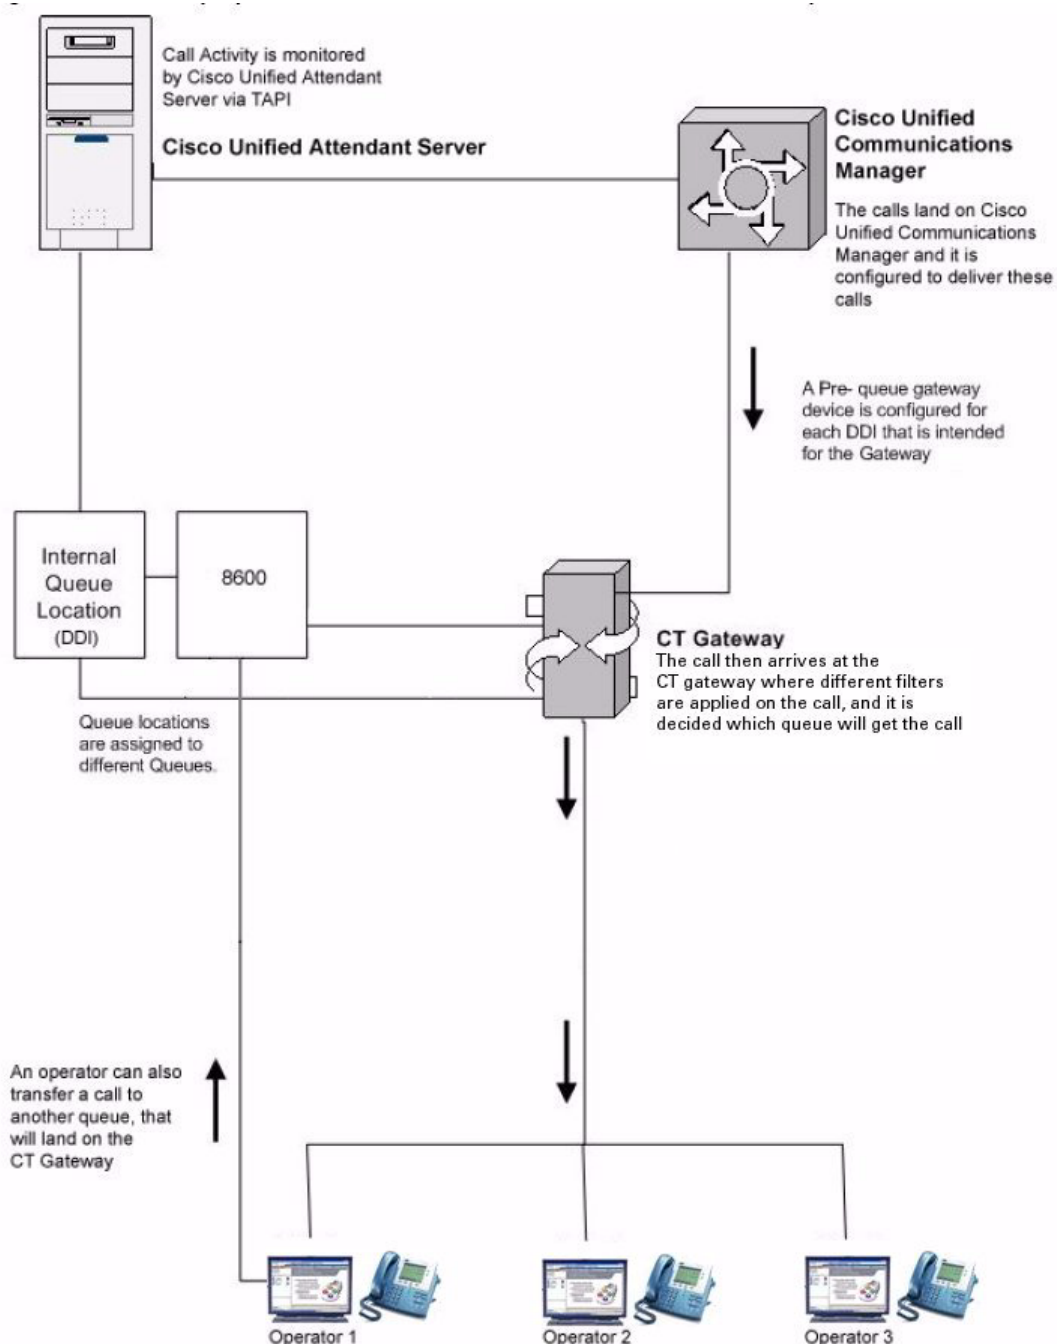 Call Activity is monitored
by Cisco Unified Attendant
Server via TAPI
Cisco Unified Attendant Server
Cisco Unified
Communications
Manager
The calls land on Cisco
Unified Communications
Manager and it is
configured to deliver these
calls
A Pre- queue gateway
device is configured for
each DDI that is intended
for the Gateway
Internal
Queue
Location
(DDI)
8600
CT Gateway
The call then arrives at the
CT gateway where different filters
are applied on the call, and it is
decided which queue will get the call
Queue locations
are assigned to
different Queues.
An operator can also
transfer a call to
another queue, that
will land on the
CT Gateway
Operator 1
Operator 2
Operator 3